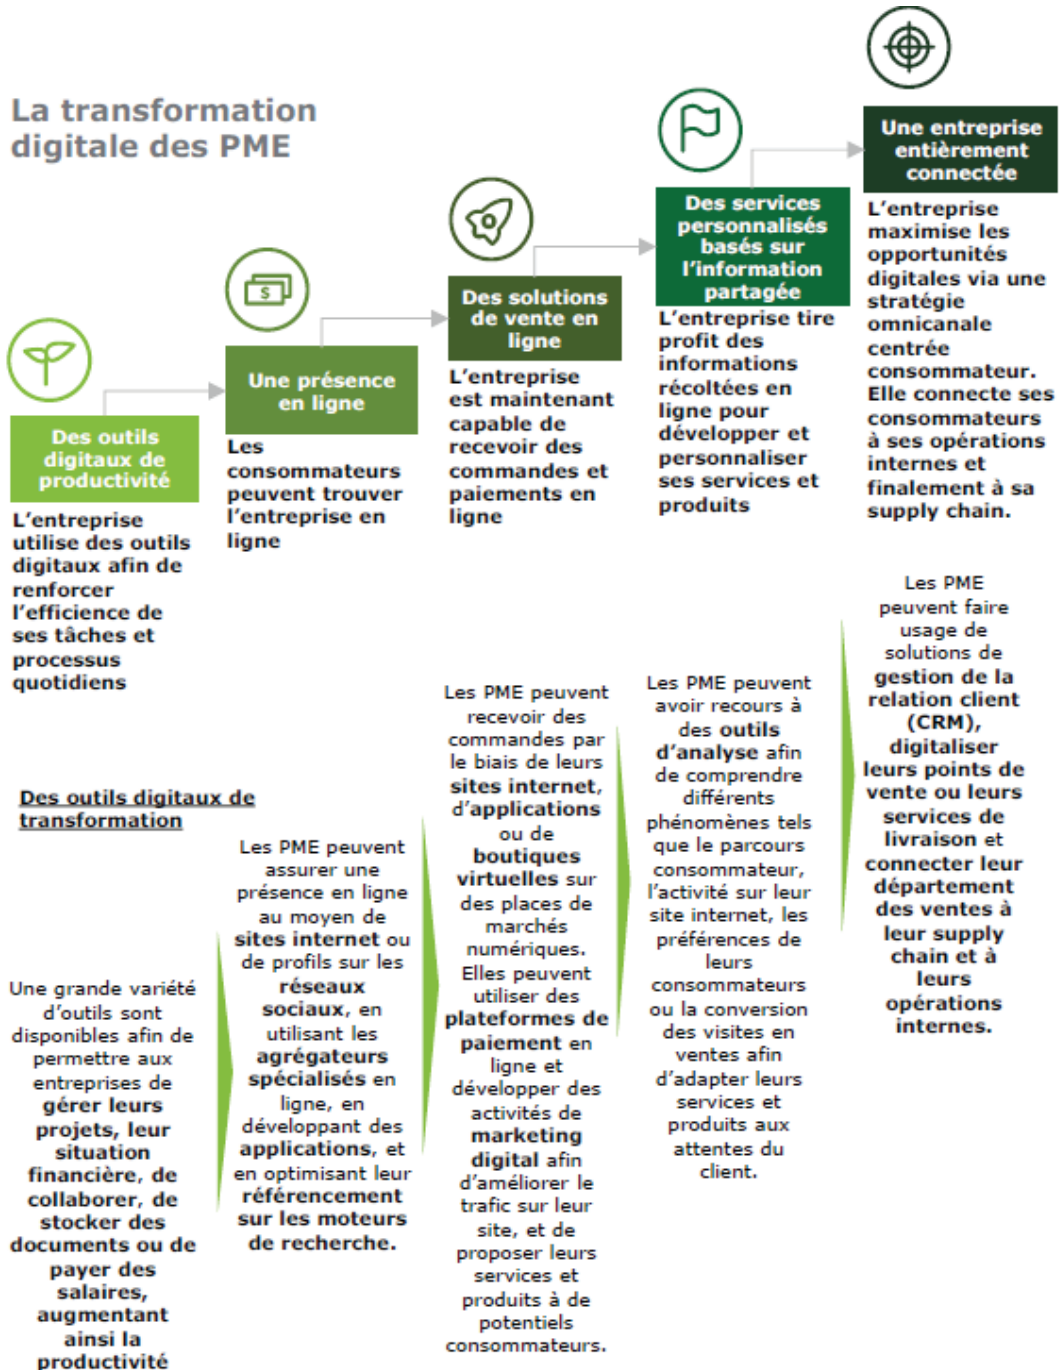 La transformation
digitale des PME
Des outils
digitaux de
productivité
L'entreprise
utilise des outils
digitaux afin de
renforcer
l'efficience de
ses tâches et
processus
quotidiens
$
Une présence
en ligne
Les
consommateurs
peuvent trouver
l'entreprise en
ligne
Des solutions
de vente en
ligne
L'entreprise
est maintenant
capable de
recevoir des
commandes et
paiements en
ligne
Des services
personnalisés
basés sur
l'information
partagée
L'entreprise tire
profit des
informations
récoltées en
ligne pour
développer et
personnaliser
ses services et
produits
Une entreprise
entièrement
connectée
L'entreprise
maximise les
opportunités
digitales via une
stratégie
omnicanale
centrée
consommateur.
Elle connecte ses
consommateurs
à ses opérations
internes et
finalement à sa
supply chain.
Des outils digitaux de
transformation
Une grande variété
d'outils sont
disponibles afin de
permettre aux
entreprises de
gérer leurs
projets, leur
situation
financière, de
collaborer, de
stocker des
documents ou de
payer des
salaires,
augmentant
ainsi la
productivité
Les PME peuvent
assurer une
présence en ligne
au moyen de
sites internet ou
de profils sur les
réseaux
sociaux, en
utilisant les
agrégateurs
spécialisés en
ligne, en
développant des
applications, et
en optimisant leur
référencement
sur les moteurs
de recherche.
Les PME peuvent
recevoir des
commandes par
le biais de leurs
sites internet,
d'applications
ou de
boutiques
virtuelles sur
des places de
marchés
numériques.
Elles peuvent
utiliser des
plateformes de
paiement en
ligne et
développer des
activités de
marketing
digital afin
d'améliorer le
trafic sur leur
site, et de
proposer leurs
services et
produits à de
potentiels
consommateurs.
Les PME peuvent
avoir recours à
des outils
d'analyse afin
de comprendre
différents
phénomènes tels
que le parcours
consommateur,
l'activité sur leur
site internet, les
préférences de
leurs
consommateurs
ou la conversion
des visites en
ventes afin
d'adapter leurs
services et
produits aux
attentes du
client.
Les PME
peuvent faire
usage de
solutions de
gestion de la
relation client
(CRM),
digitaliser
leurs points de
vente ou leurs
services de
livraison et
connecter leur
département
des ventes à
leur supply
chain et à
leurs
opérations
internes.